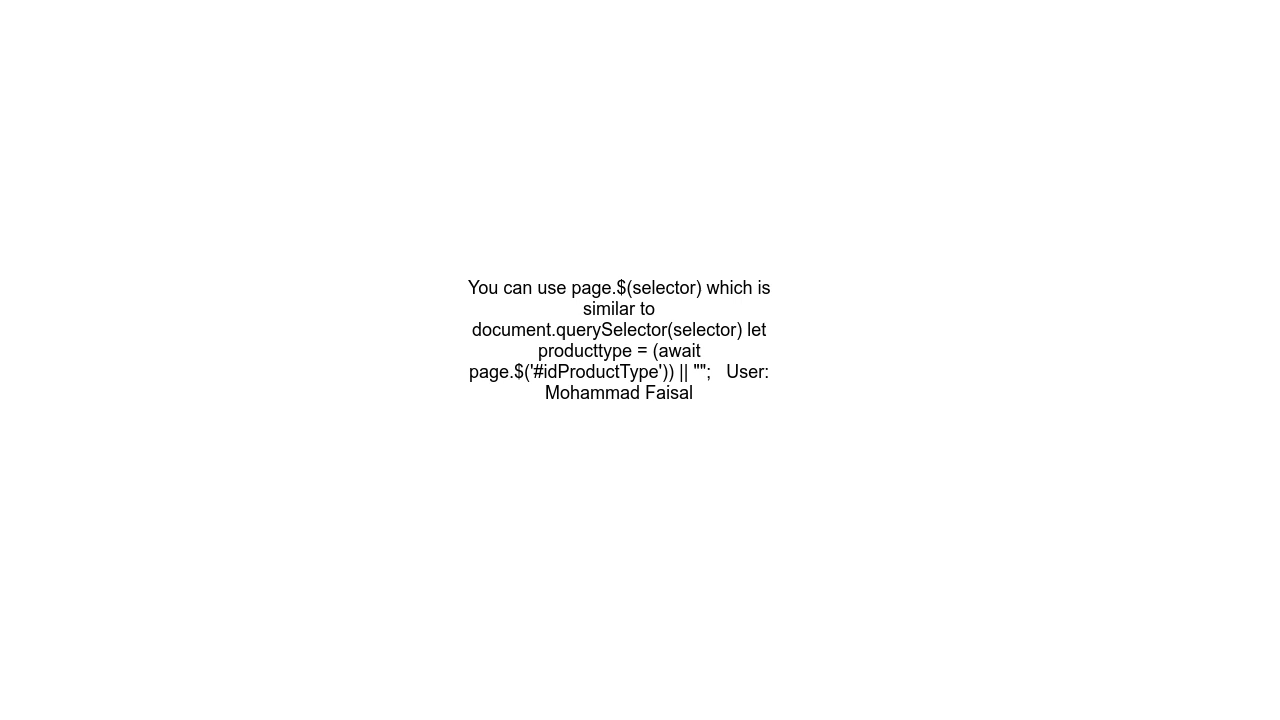 You can use page.$(selector) which is
similar to
document.querySelector(selector) let
producttype = (await
page.$('#idProductType')) || "";   User:
Mohammad Faisal